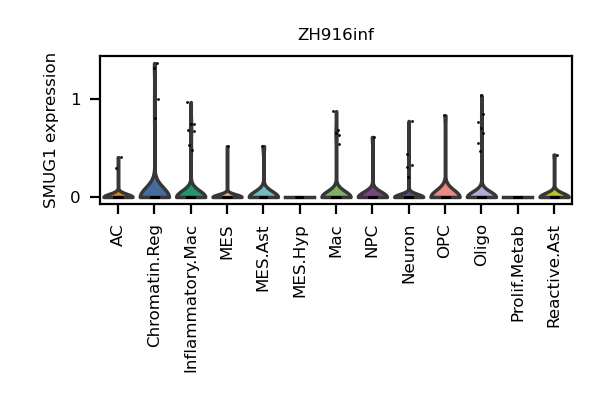 ZH916inf
SMUG1 expression
1
0
AC
Chromatin.Reg
Inflammatory.Mac
MES
MES.Ast
MES.Hyp
Mac
NPC
Neuron
OPC
Oligo
Prolif.Metab
Reactive.Ast